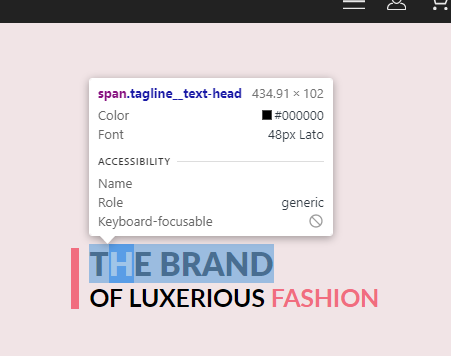 span.tagline__text-head 434.91 × 102
Color #000000
Font 48px Lato
ACCESSIBILITY
Name
Role generic
Keyboard-focusable
THE BRAND
OF LUXERIOUS FASHION